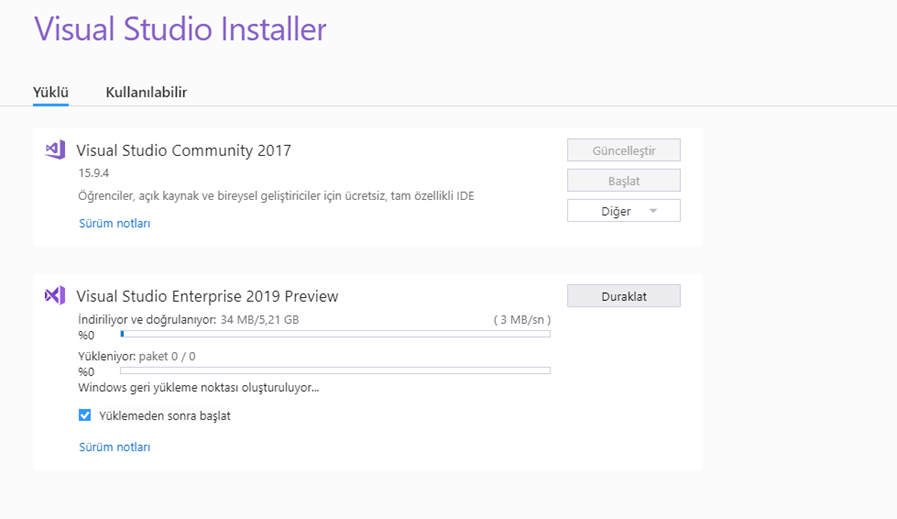 Visual Studio Installer
Yüklü Kullanılabilir
Visual Studio Community 2017
Güncelleştir
15.9.4
Başlat
Öğrenciler, açık kaynak ve bireysel geliştiriciler için ücretsiz, tam özellikli IDE
Diğer
Sürüm notları
Visual Studio Enterprise 2019 Preview
Duraklat
İndiriliyor ve doğrulanıyor: 34 MB/5,21 GB ( 3 MB/sn )
%0
Yükleniyor: paket 0 / 0
%0
Windows geri yükleme noktası oluşturuluyor...
Yüklemeden sonra başlat
Sürüm notları